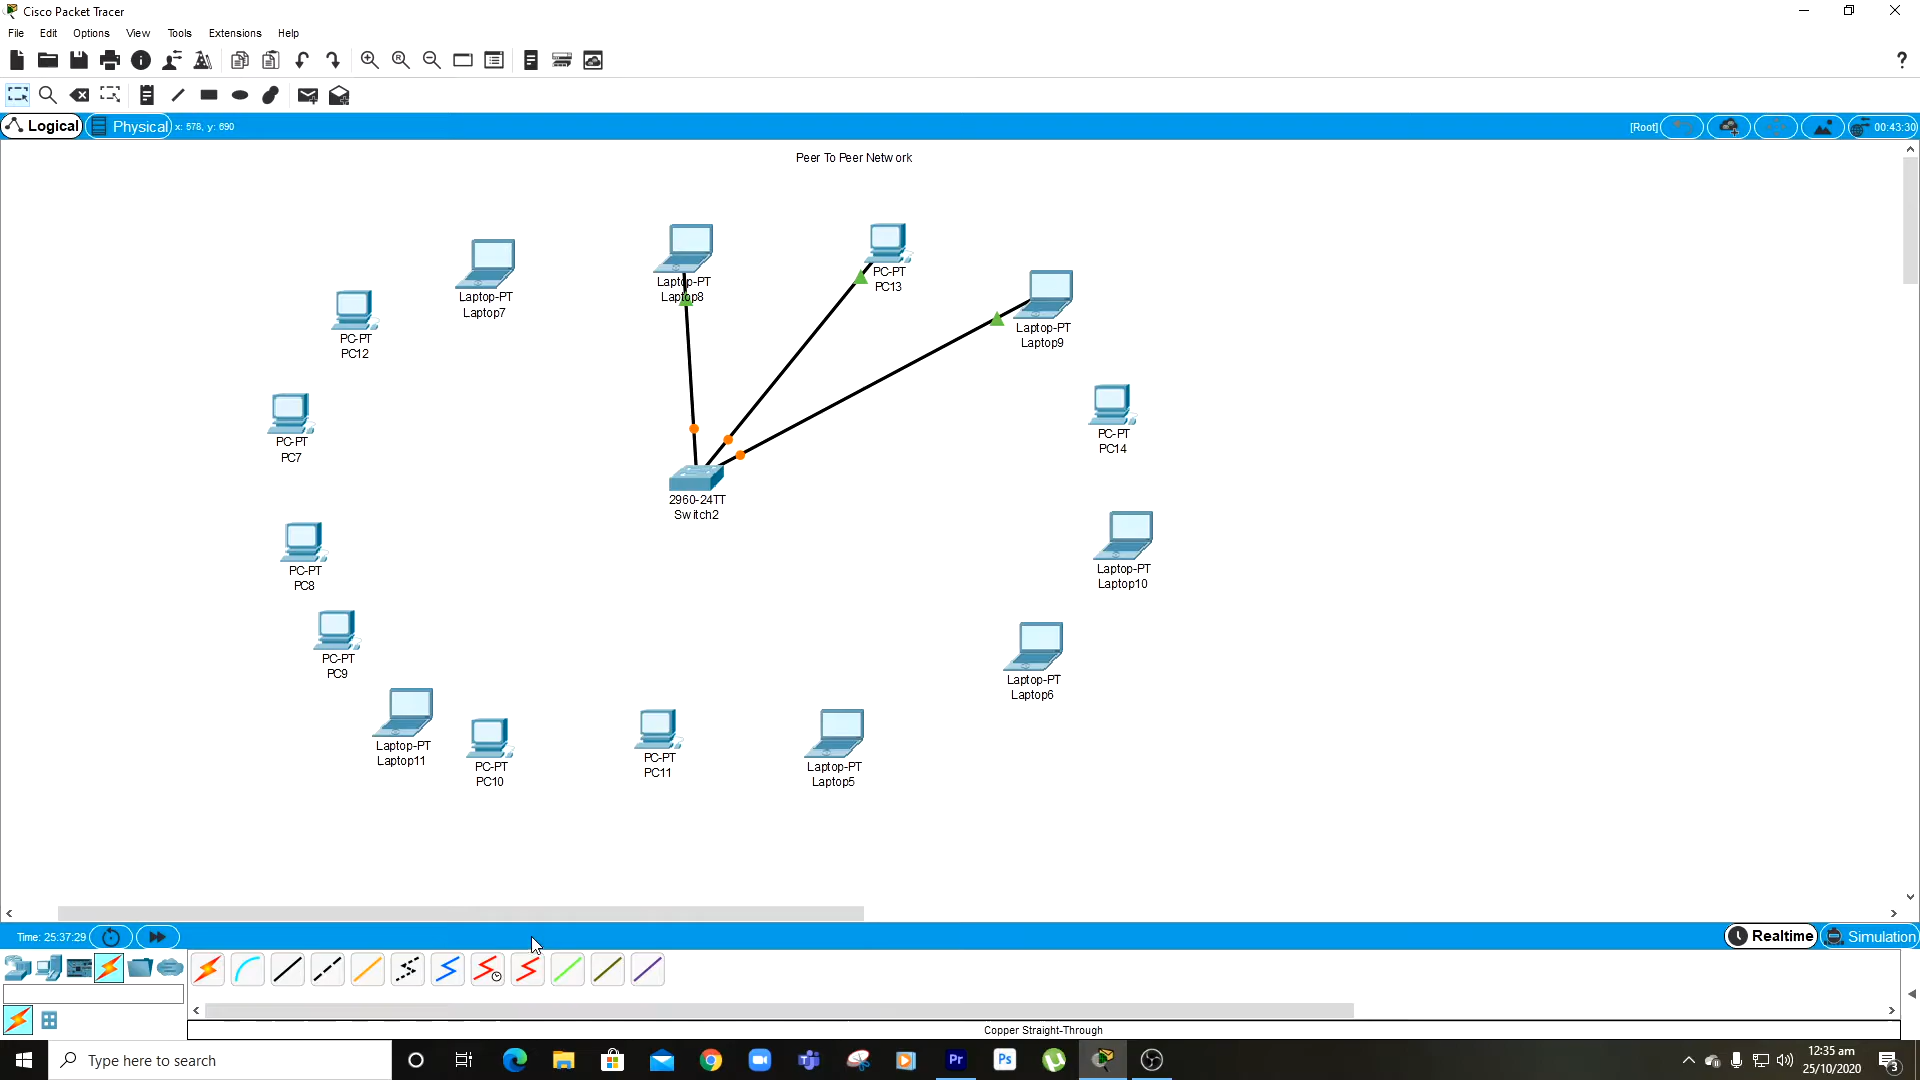 Cisco Packet Tracer
File Edit Options View Tools Extensions Help
?
Logical Physical x: 578, y: 690 [Root] 00:43:30
Peer To Peer Network
Laptop-PT
Laptop7
Laptop-PT
Laptop8
PC-PT
PC13
Laptop-PT
Laptop9
PC-PT
PC12
PC-PT
PC7
PC-PT
PC14
2960-24TT
Switch2
PC-PT
PC8
Laptop-PT
Laptop10
PC-PT
PC9
Laptop-PT
Laptop6
Laptop-PT
Laptop11
PC-PT
PC10
PC-PT
PC11
Laptop-PT
Laptop5
Time: 25:37:29 Realtime Simulation
Copper Straight-Through
Type here to search
Pr
Ps
12:35 am
25/10/2020
3